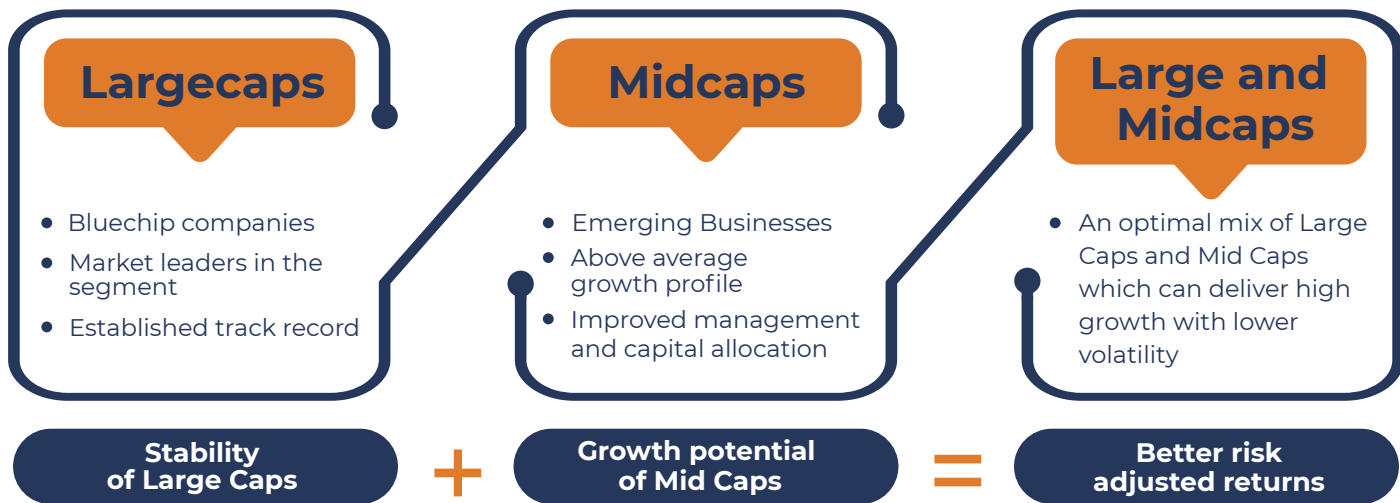 Largecaps
• Bluechip companies
• Market leaders in the
segment
• Established track record
Stability
of Large Caps
+
Midcaps
• Emerging Businesses
• Above average
growth profile
• Improved management
and capital allocation
Growth potential
of Mid Caps
=
Large and
Midcaps
• An optimal mix of Large
Caps and Mid Caps
which can deliver high
growth with lower
volatility
Better risk
adjusted returns